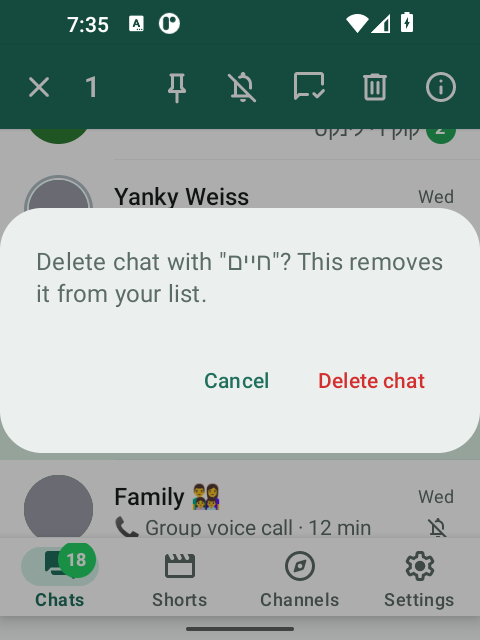 7:35
1
2
Yanky Weiss
Wed
Delete chat with "חיים"? This removes
it from your list.
Cancel
Delete chat
Family 👨‍👩‍👧‍👦
Wed
📞 Group voice call · 12 min
18
Chats
Shorts
Channels
Settings